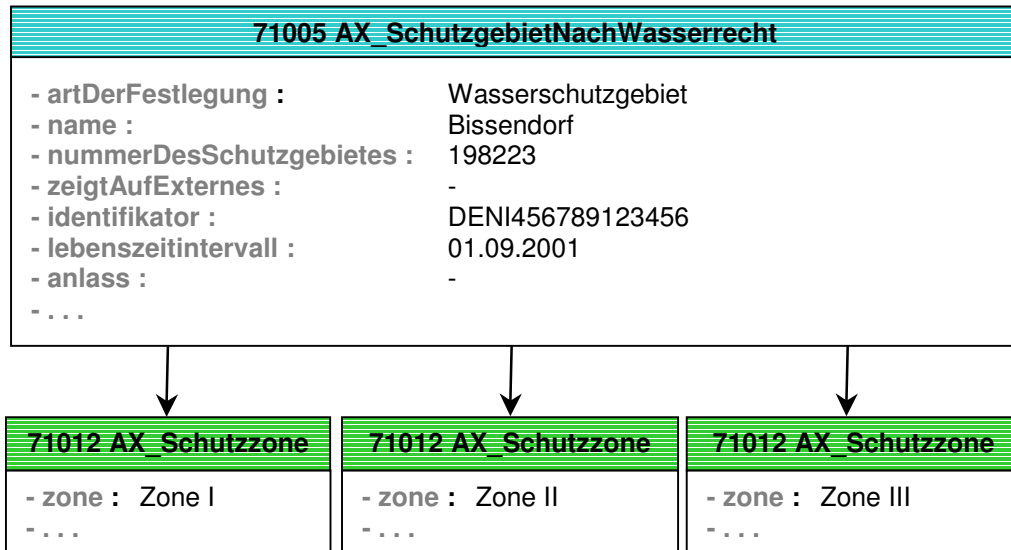 71005 AX_SchutzgebietNachWasserrecht
- artDerFestlegung : Wasserschutzgebiet
- name : Bissendorf
- nummerDesSchutzgebietes : 198223
- zeigtAufExternes : -
- identifikator : DENI456789123456
- lebenszeitintervall : 01.09.2001
- anlass : -
- . . .
71012 AX_Schutzzone 71012 AX_Schutzzone 71012 AX_Schutzzone
- zone : Zone I - zone : Zone II - zone : Zone III
- . . . - . . . - . . .